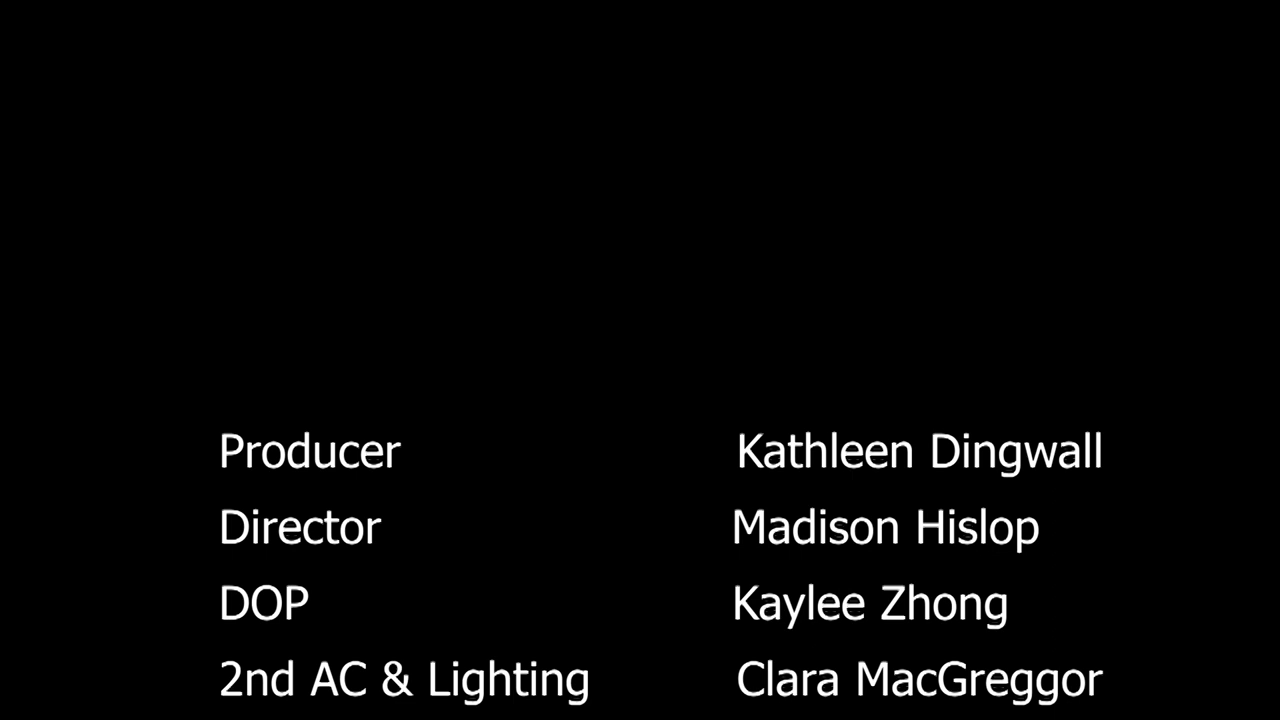 Producer Kathleen Dingwall
Director Madison Hislop
DOP Kaylee Zhong
2nd AC & Lighting Clara MacGreggor